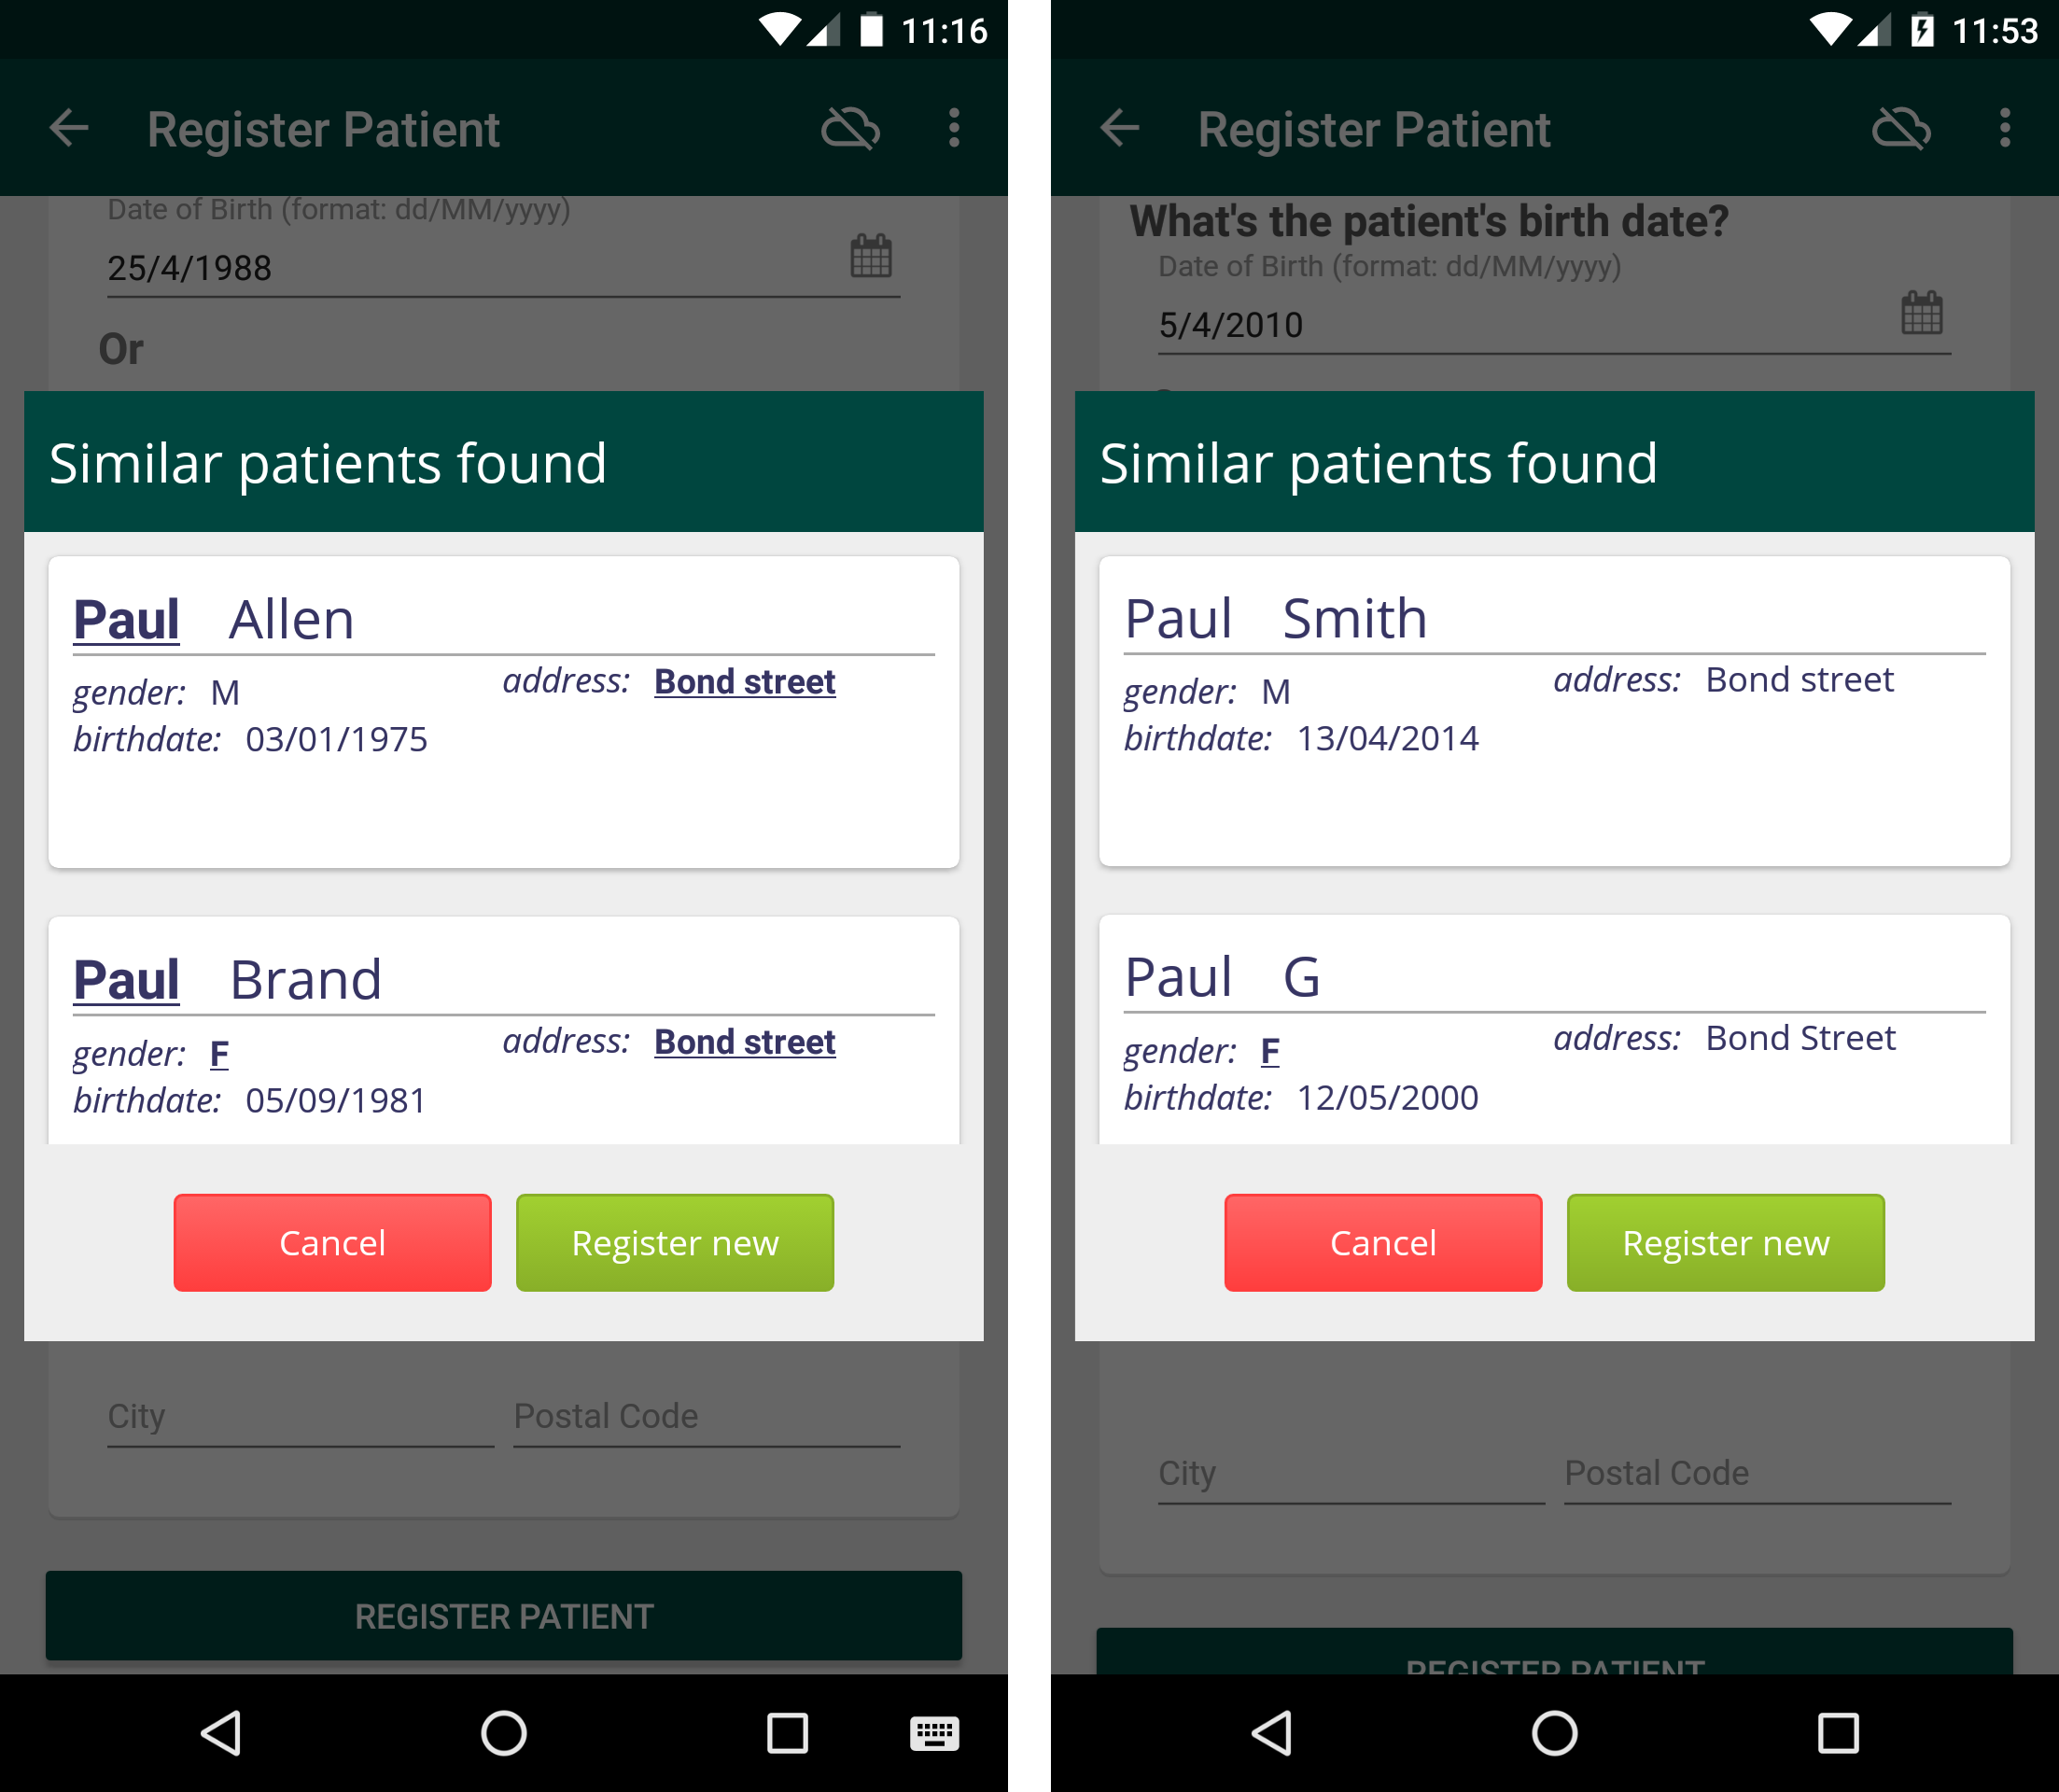 11:16
Register Patient
Date of Birth (format: dd/MM/yyyy)
25/4/1988
Or
Similar patients found
Paul Allen
gender: M address: Bond street
birthdate: 03/01/1975
Paul Brand
gender: F address: Bond street
birthdate: 05/09/1981
Cancel Register new
City Postal Code
REGISTER PATIENT
11:53
Register Patient
What's the patient's birth date?
Date of Birth (format: dd/MM/yyyy)
5/4/2010
Similar patients found
Paul Smith
gender: M address: Bond street
birthdate: 13/04/2014
Paul G
gender: F address: Bond Street
birthdate: 12/05/2000
Cancel Register new
City Postal Code
REGISTER PATIENT